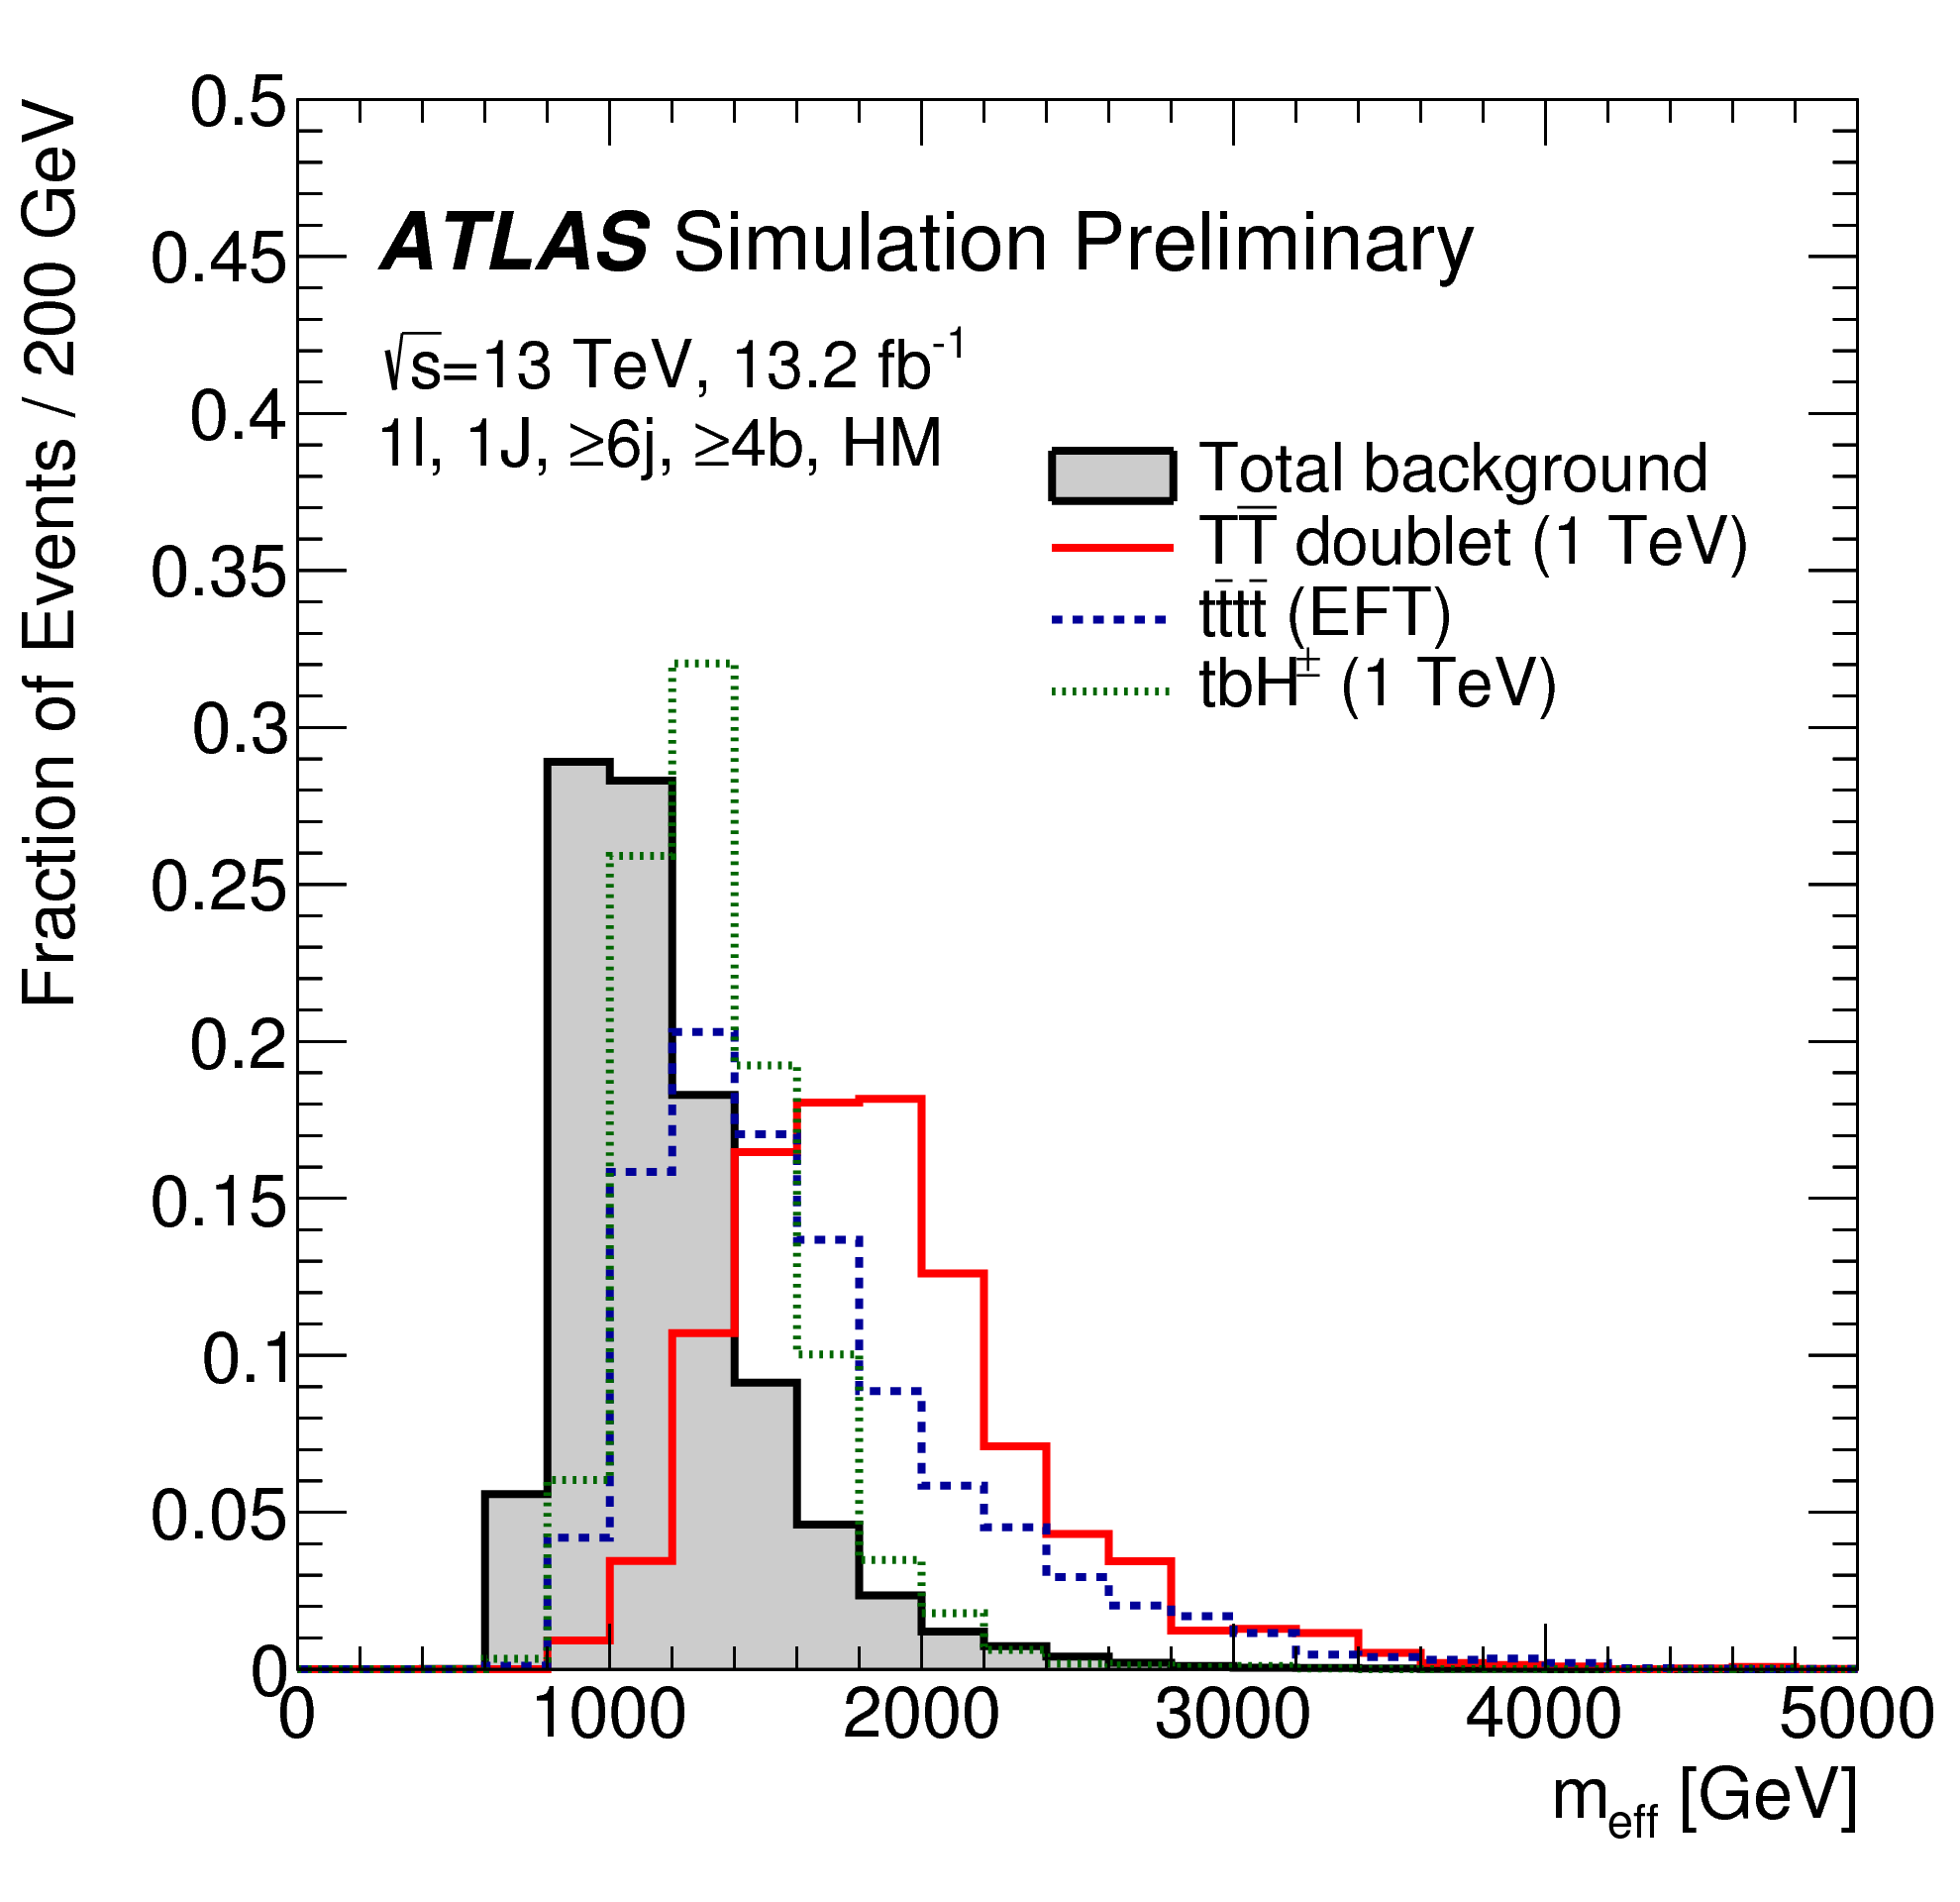 Fraction of Events / 200 GeV
0.5
0.45
0.4
0.35
0.3
0.25
0.2
0.15
0.1
0.05
0
ATLAS Simulation Preliminary
√s=13 TeV, 13.2 fb⁻¹
1l, 1J, ≥6j, ≥4b, HM
Total background
TT̅ doublet (1 TeV)
tt̅tt̅ (EFT)
tbH± (1 TeV)
0 1000 2000 3000 4000 5000
m_eff [GeV]